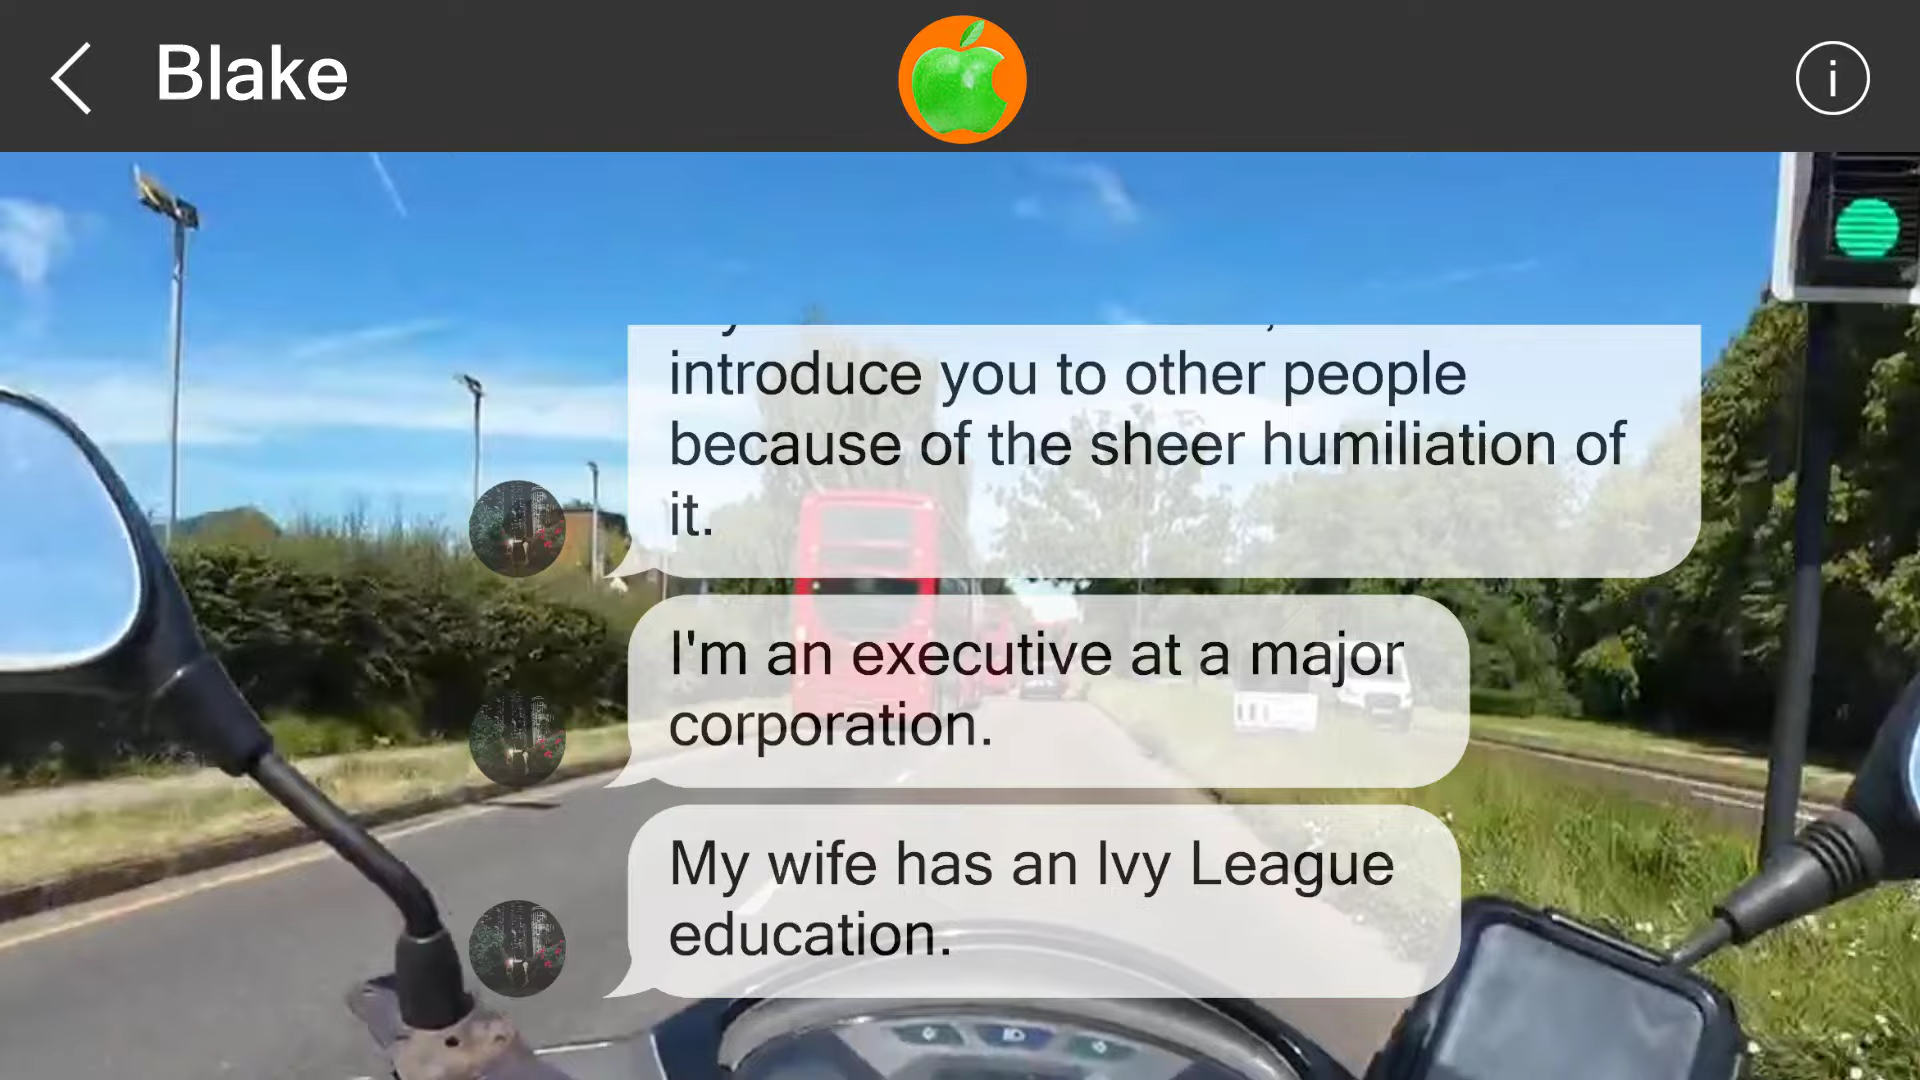 Blake
introduce you to other people
because of the sheer humiliation of
it.
I'm an executive at a major
corporation.
My wife has an Ivy League
education.